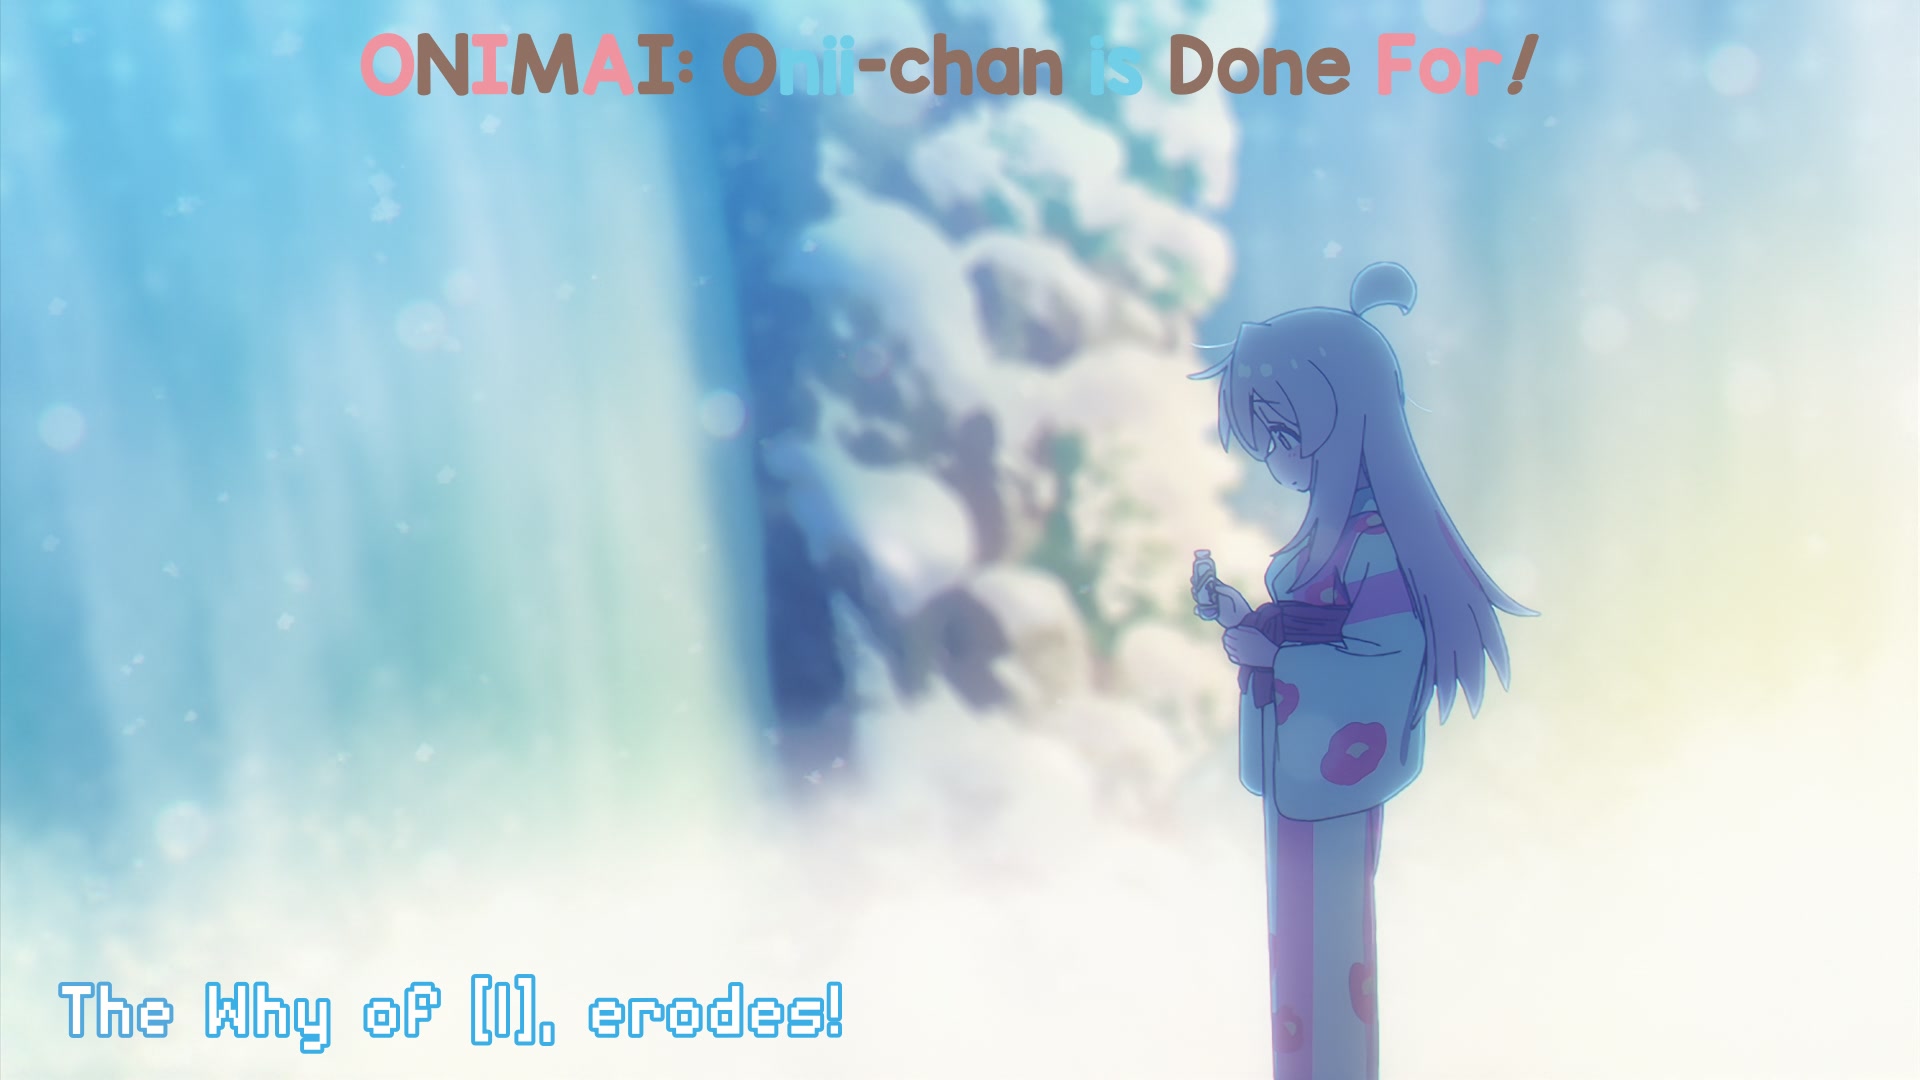 ONIMAI: Onii-chan is Done For!
The Why of [I], erodes!